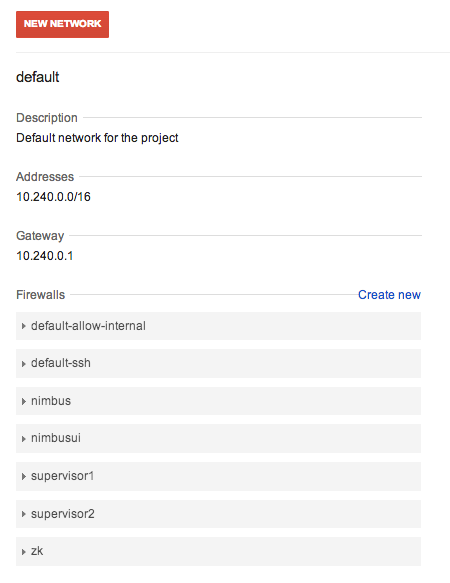 NEW NETWORK
default
Description
Default network for the project
Addresses
10.240.0.0/16
Gateway
10.240.0.1
Firewalls Create new
default-allow-internal
default-ssh
nimbus
nimbusui
supervisor1
supervisor2
zk